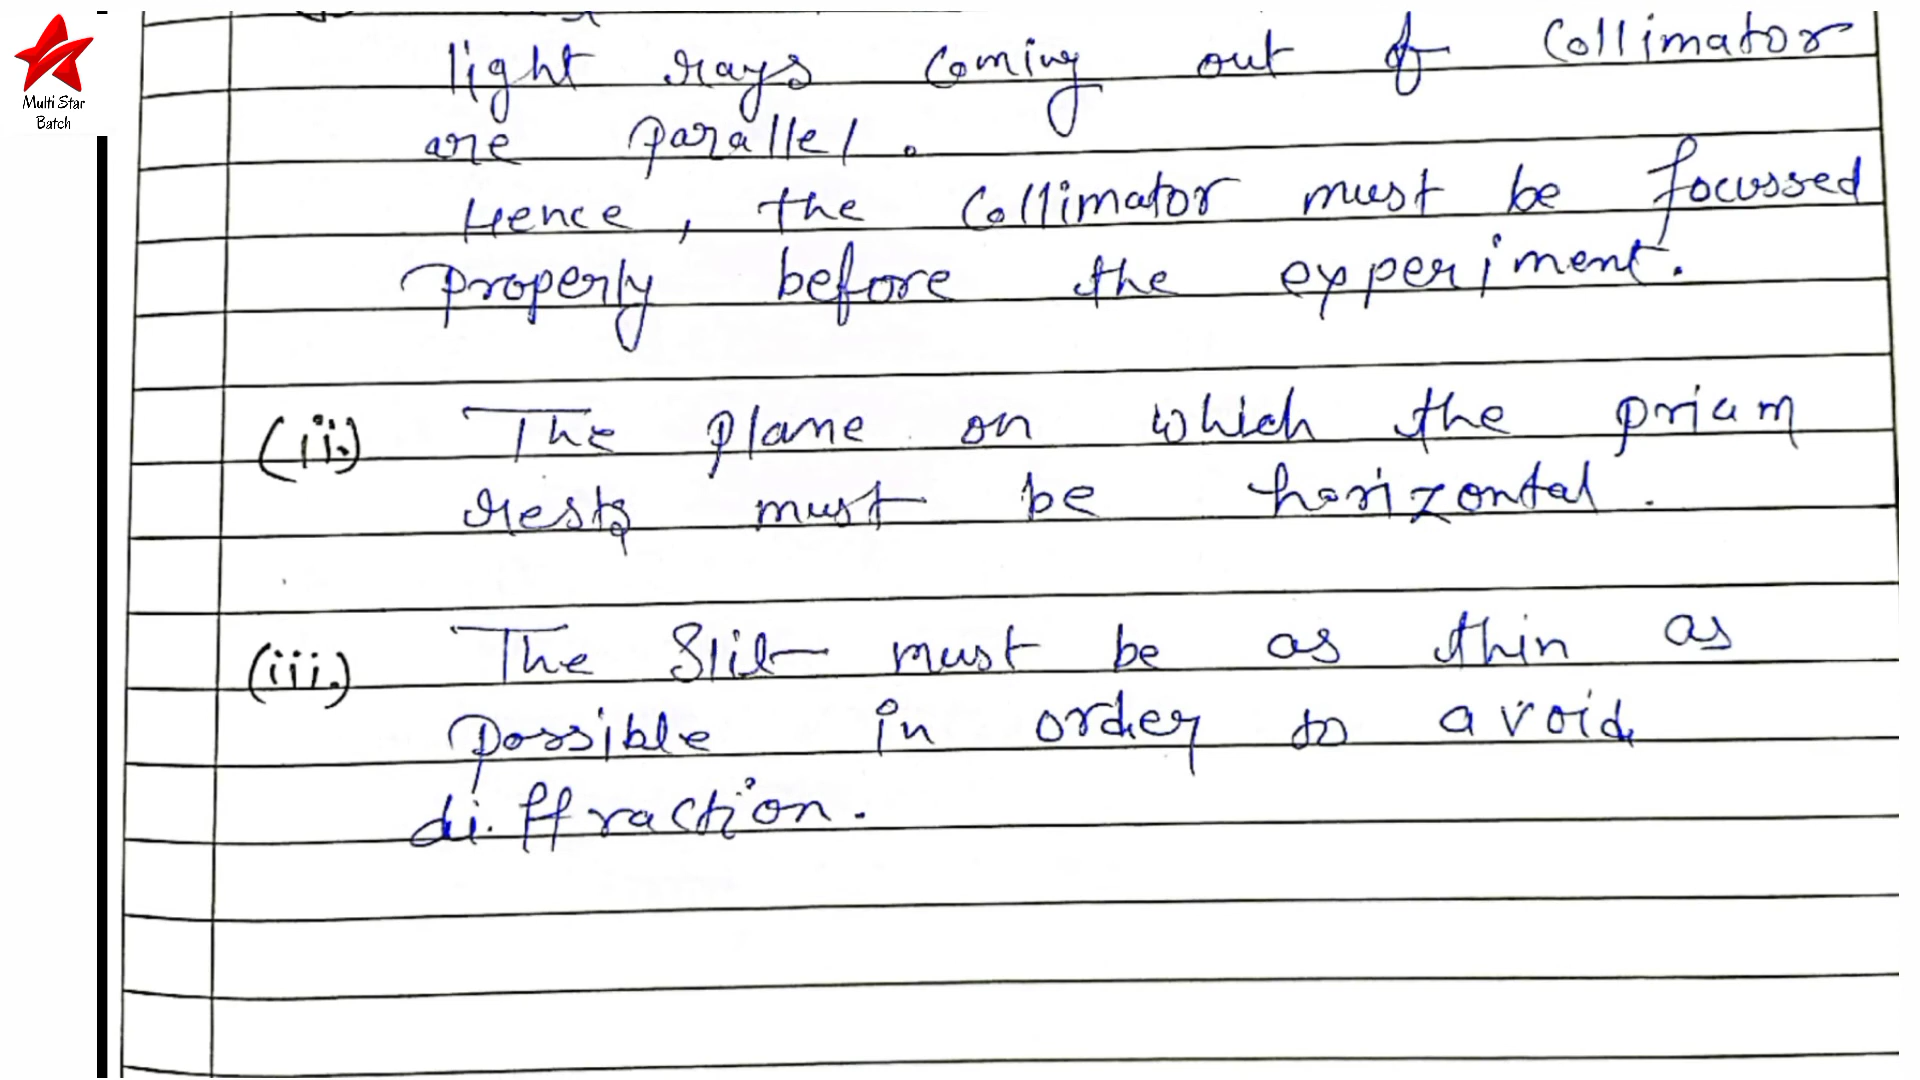 Multi Star
Batch
light rays coming out of Collimator
are parallel.
Hence, the Collimator must be focussed
properly before the experiment.
(ii.) The plane on which the prism
rests must be horizontal.
(iii.) The Slit must be as thin as
possible in order to avoid
diffraction.